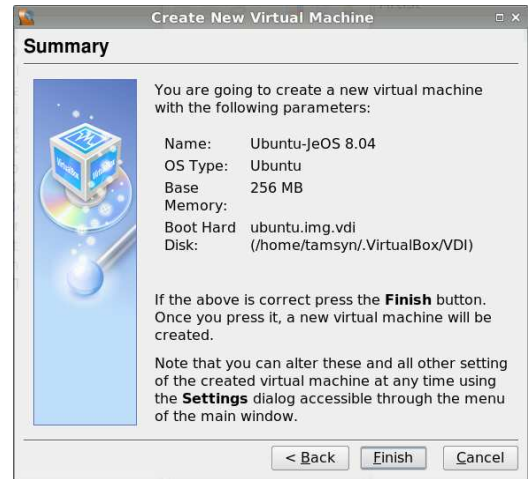 Create New Virtual Machine
Summary
You are going to create a new virtual machine
with the following parameters:
Name: Ubuntu-JeOS 8.04
OS Type: Ubuntu
Base 256 MB
Memory:
Boot Hard ubuntu.img.vdi
Disk: (/home/tamsyn/.VirtualBox/VDI)
If the above is correct press the Finish button.
Once you press it, a new virtual machine will be
created.
Note that you can alter these and all other setting
of the created virtual machine at any time using
the Settings dialog accessible through the menu
of the main window.
VirtualBox
< Back Finish Cancel